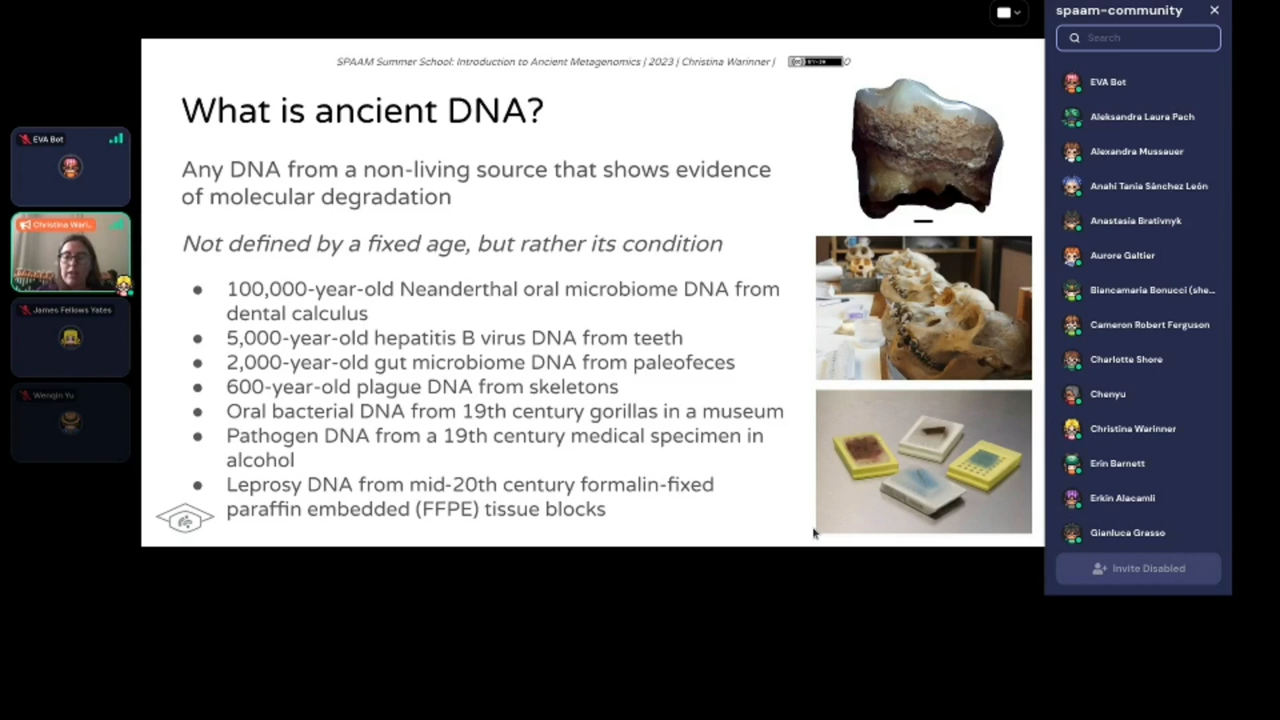 spaam-community
Search
SPAAM Summer School: Introduction to Ancient Metagenomics | 2023 | Christina Warinner |
What is ancient DNA?
Any DNA from a non-living source that shows evidence
of molecular degradation
Not defined by a fixed age, but rather its condition
● 100,000-year-old Neanderthal oral microbiome DNA from
dental calculus
● 5,000-year-old hepatitis B virus DNA from teeth
● 2,000-year-old gut microbiome DNA from paleofeces
● 600-year-old plague DNA from skeletons
● Oral bacterial DNA from 19th century gorillas in a museum
● Pathogen DNA from a 19th century medical specimen in
alcohol
● Leprosy DNA from mid-20th century formalin-fixed
paraffin embedded (FFPE) tissue blocks
EVA Bot
Christina Wari...
James Fellows Yates
Wenqin Yu
EVA Bot
Aleksandra Laura Pach
Alexandra Mussauer
Anahí Tania Sánchez León
Anastasia Brativnyk
Aurore Galtier
Biancamaria Bonucci (she...
Cameron Robert Ferguson
Charlotte Shore
Chenyu
Christina Warinner
Erin Barnett
Erkin Alacamli
Gianluca Grasso
Invite Disabled